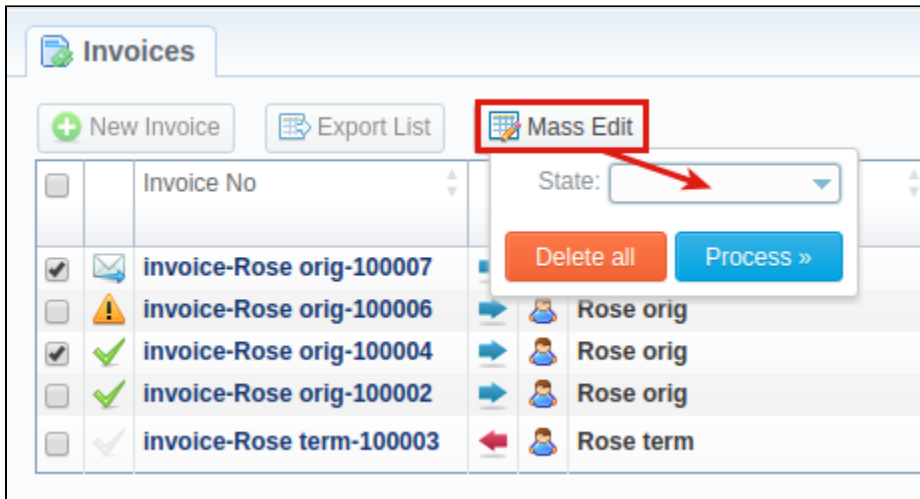 Invoices
New Invoice Export List Mass Edit
Invoice No
State:
Delete all Process »
invoice-Rose orig-100007
invoice-Rose orig-100006 Rose orig
invoice-Rose orig-100004 Rose orig
invoice-Rose orig-100002 Rose orig
invoice-Rose term-100003 Rose term